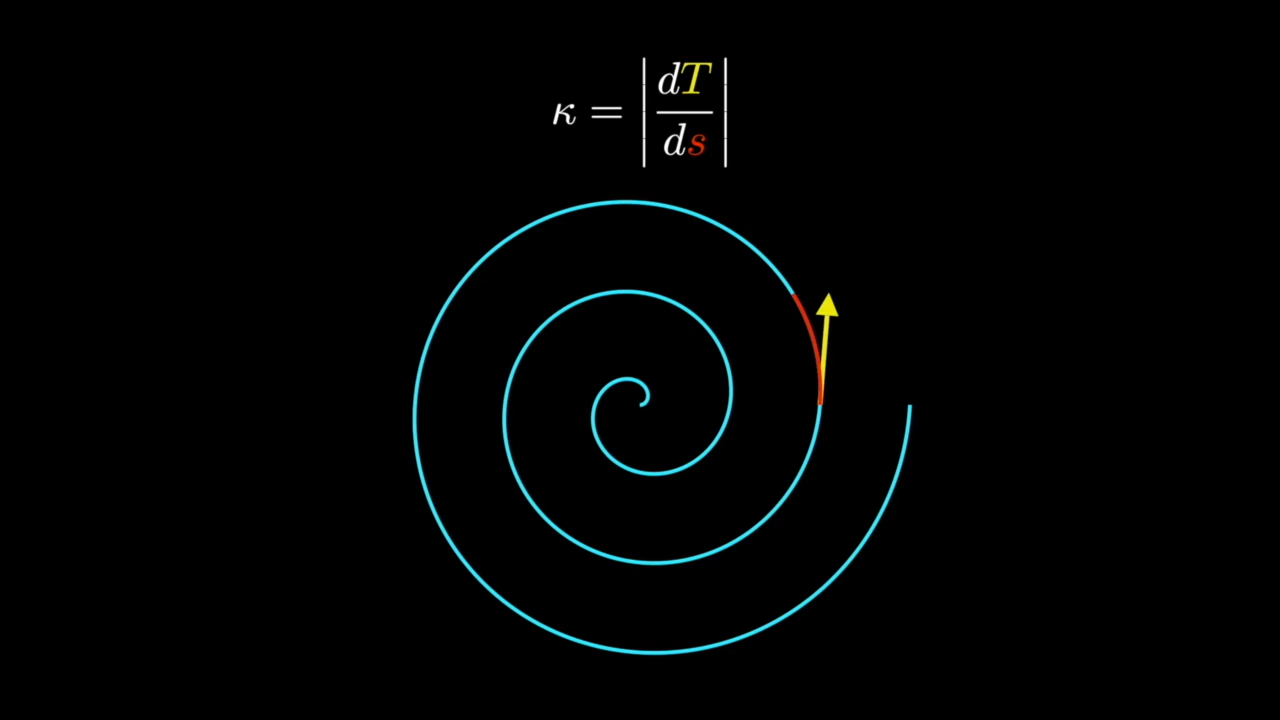 κ = |dT/ds|